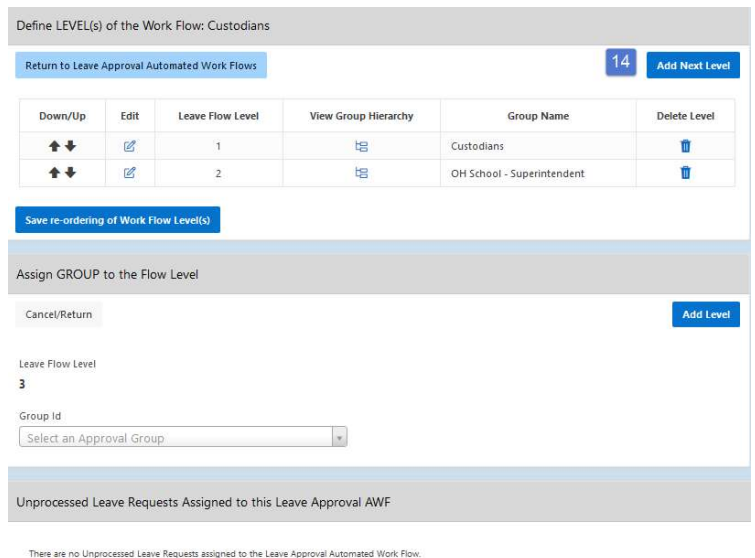 Define LEVEL(s) of the Work Flow: Custodians
Return to Leave Approval Automated Work Flows
14
Add Next Level
Down/Up Edit Leave Flow Level View Group Hierarchy Group Name Delete Level
1 Custodians
2 OH School - Superintendent
Save re-ordering of Work Flow Level(s)
Assign GROUP to the Flow Level
Cancel/Return
Add Level
Leave Flow Level
3
Group Id
Select an Approval Group
Unprocessed Leave Requests Assigned to this Leave Approval AWF
There are no Unprocessed Leave Requests assigned to the Leave Approval Automated Work Flow.